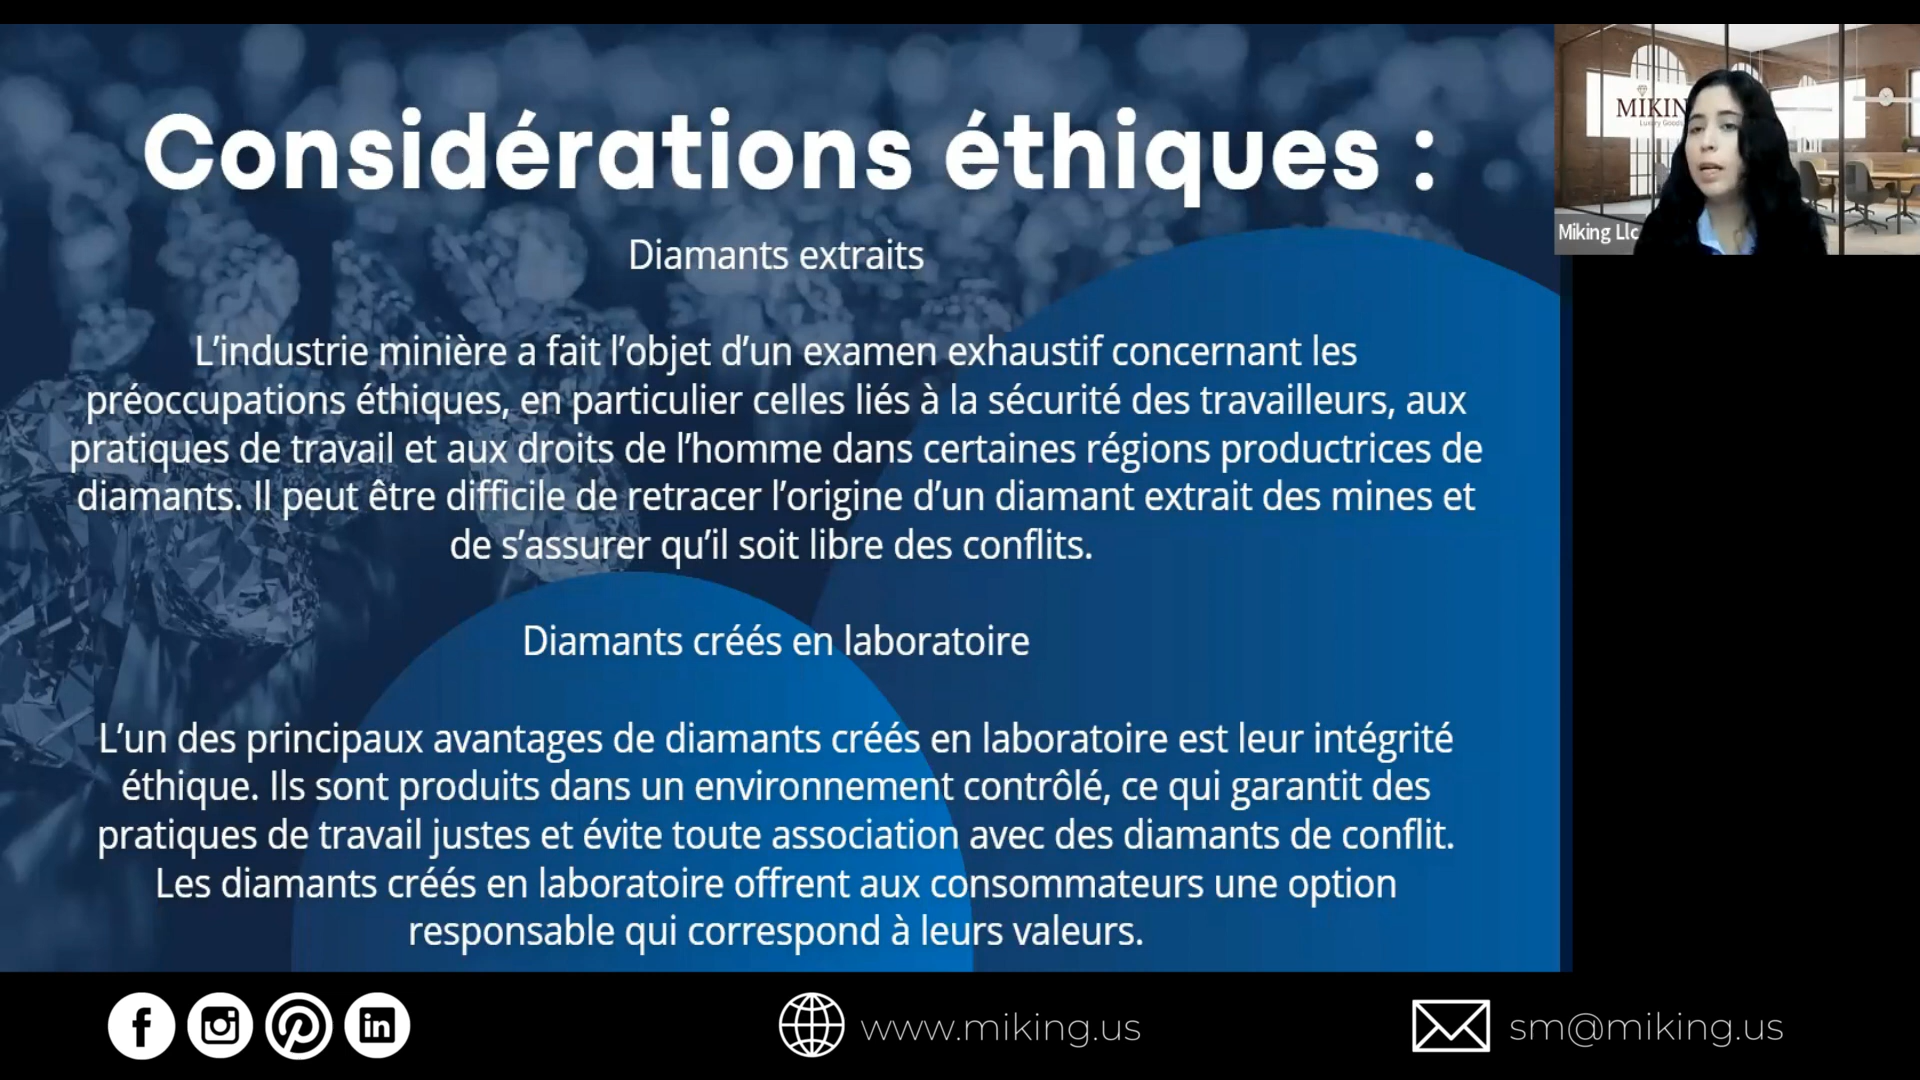 Considérations éthiques :
Diamants extraits
L’industrie minière a fait l’objet d’un examen exhaustif concernant les
préoccupations éthiques, en particulier celles liés à la sécurité des travailleurs, aux
pratiques de travail et aux droits de l’homme dans certaines régions productrices de
diamants. Il peut être difficile de retracer l’origine d’un diamant extrait des mines et
de s’assurer qu’il soit libre des conflits.
Diamants créés en laboratoire
L’un des principaux avantages de diamants créés en laboratoire est leur intégrité
éthique. Ils sont produits dans un environnement contrôlé, ce qui garantit des
pratiques de travail justes et évite toute association avec des diamants de conflit.
Les diamants créés en laboratoire offrent aux consommateurs une option
responsable qui correspond à leurs valeurs.
MIKIN
Luxury Goods
Miking Llc
www.miking.us
sm@miking.us